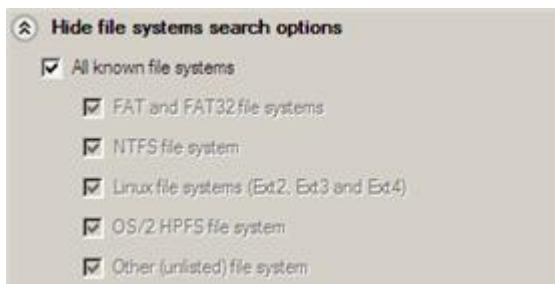 Hide file systems search options
All known file systems
FAT and FAT32 file systems
NTFS file system
Linux file systems (Ext2, Ext3 and Ext4)
OS/2 HPFS file system
Other (unlisted) file system